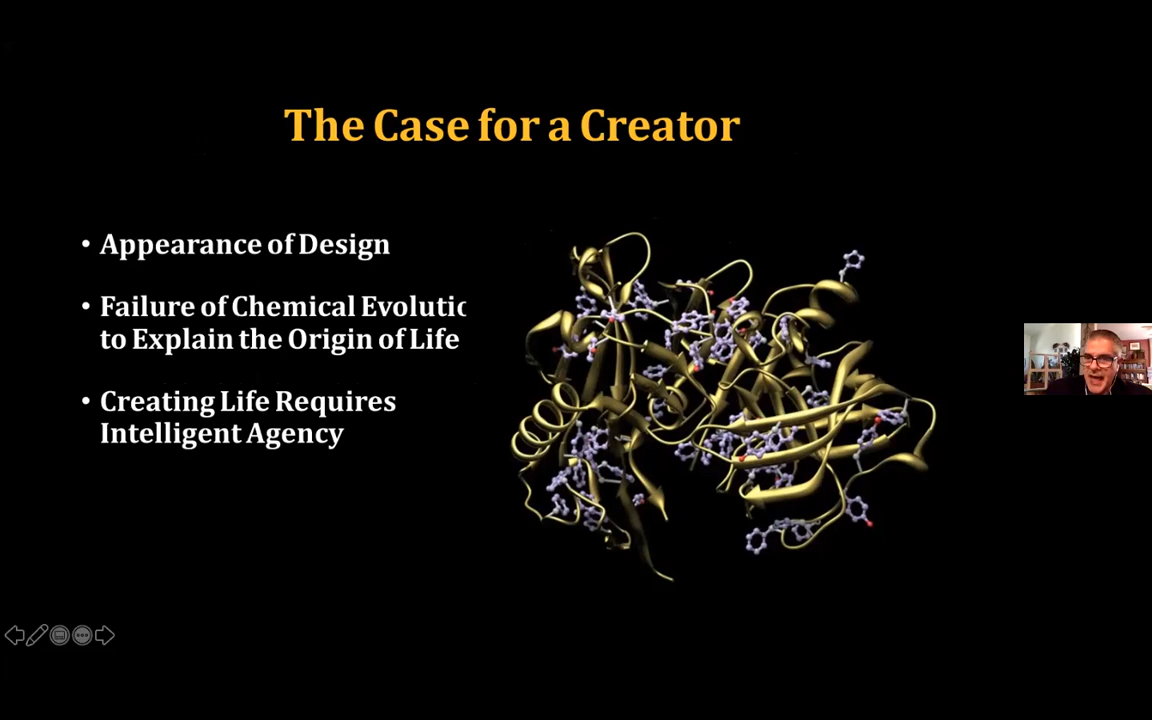 The Case for a Creator
• Appearance of Design
• Failure of Chemical Evolutic
to Explain the Origin of Life
• Creating Life Requires
Intelligent Agency